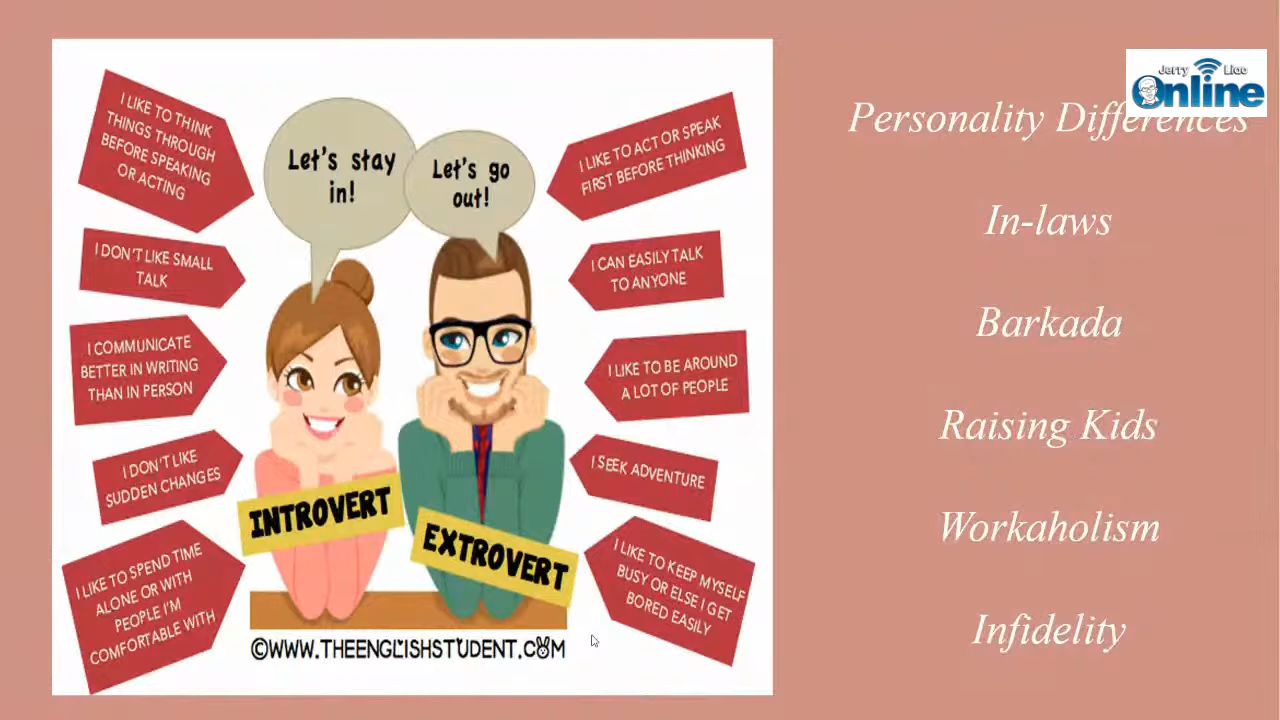 I LIKE TO THINK
THINGS THROUGH
BEFORE SPEAKING
OR ACTING
I DON'T LIKE SMALL
TALK
I COMMUNICATE
BETTER IN WRITING
THAN IN PERSON
I DON'T LIKE
SUDDEN CHANGES
I LIKE TO SPEND TIME
ALONE OR WITH
PEOPLE I'M
COMFORTABLE WITH
Let's stay
in!
Let's go
out!
INTROVERT
EXTROVERT
©WWW.THEENGLISHSTUDENT.COM
I LIKE TO ACT OR SPEAK
FIRST BEFORE THINKING
I CAN EASILY TALK
TO ANYONE
I LIKE TO BE AROUND
A LOT OF PEOPLE
I SEEK ADVENTURE
I LIKE TO KEEP MYSELF
BUSY OR ELSE I GET
BORED EASILY
Jerry Liao
Online
Personality Differences
In-laws
Barkada
Raising Kids
Workaholism
Infidelity